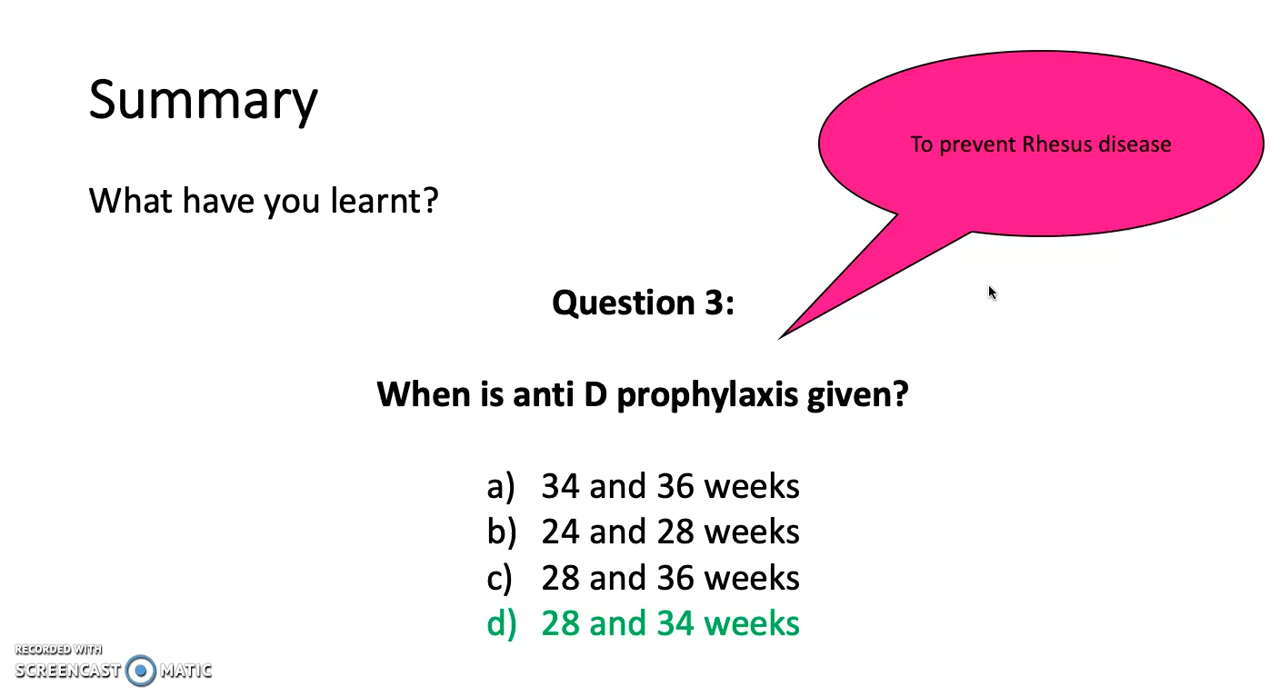 Summary
To prevent Rhesus disease
What have you learnt?
Question 3:
When is anti D prophylaxis given?
a) 34 and 36 weeks
b) 24 and 28 weeks
c) 28 and 36 weeks
d) 28 and 34 weeks
RECORDED WITH
SCREENCAST MATIC